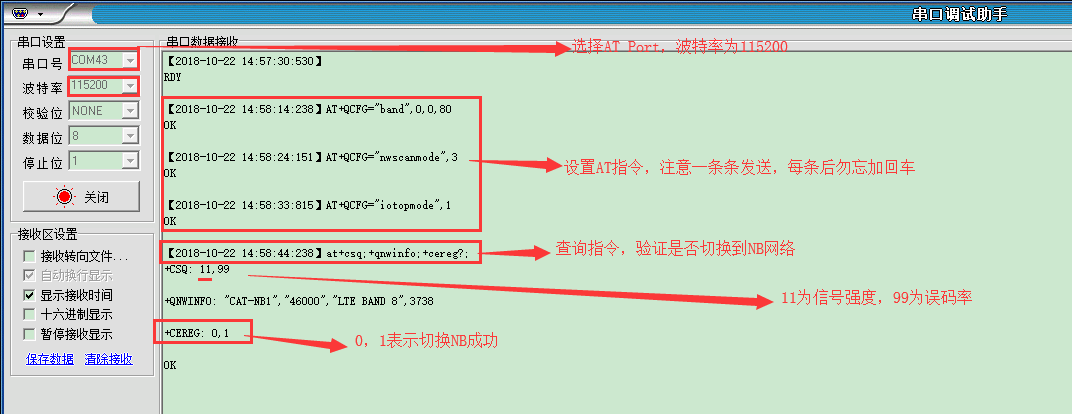 串口调试助手
串口设置
串口号 COM43
波特率 115200
校验位 NONE
数据位 8
停止位 1
关闭
接收区设置
接收转向文件...
自动换行显示
显示接收时间
十六进制显示
暂停接收显示
保存数据 清除接收
串口数据接收
选择AT Port，波特率为115200
【2018-10-22 14:57:30:530】
RDY
【2018-10-22 14:58:14:238】AT+QCFG="band",0,0,80
OK
【2018-10-22 14:58:24:151】AT+QCFG="nwscanmode",3
OK
设置AT指令，注意一条条发送，每条后勿忘加回车
【2018-10-22 14:58:33:815】AT+QCFG="iotopmode",1
OK
【2018-10-22 14:58:44:238】at+csq;+qnwinfo;+cereg?;
查询指令，验证是否切换到NB网络
+CSQ: 11,99
11为信号强度，99为误码率
+QNWINFO: "CAT-NB1","46000","LTE BAND 8",3738
+CEREG: 0,1
0，1表示切换NB成功
OK